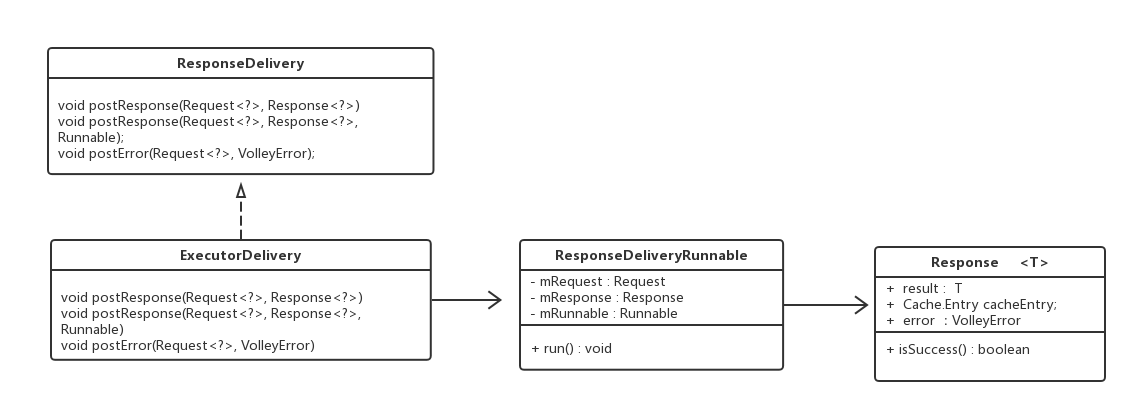 ResponseDelivery
void postResponse(Request<?>, Response<?>)
void postResponse(Request<?>, Response<?>,
Runnable);
void postError(Request<?>, VolleyError);
ExecutorDelivery
void postResponse(Request<?>, Response<?>)
void postResponse(Request<?>, Response<?>,
Runnable)
void postError(Request<?>, VolleyError)
ResponseDeliveryRunnable
- mRequest : Request
- mResponse : Response
- mRunnable : Runnable
+ run() : void
Response <T>
+ result : T
+ Cache.Entry cacheEntry;
+ error : VolleyError
+ isSuccess() : boolean